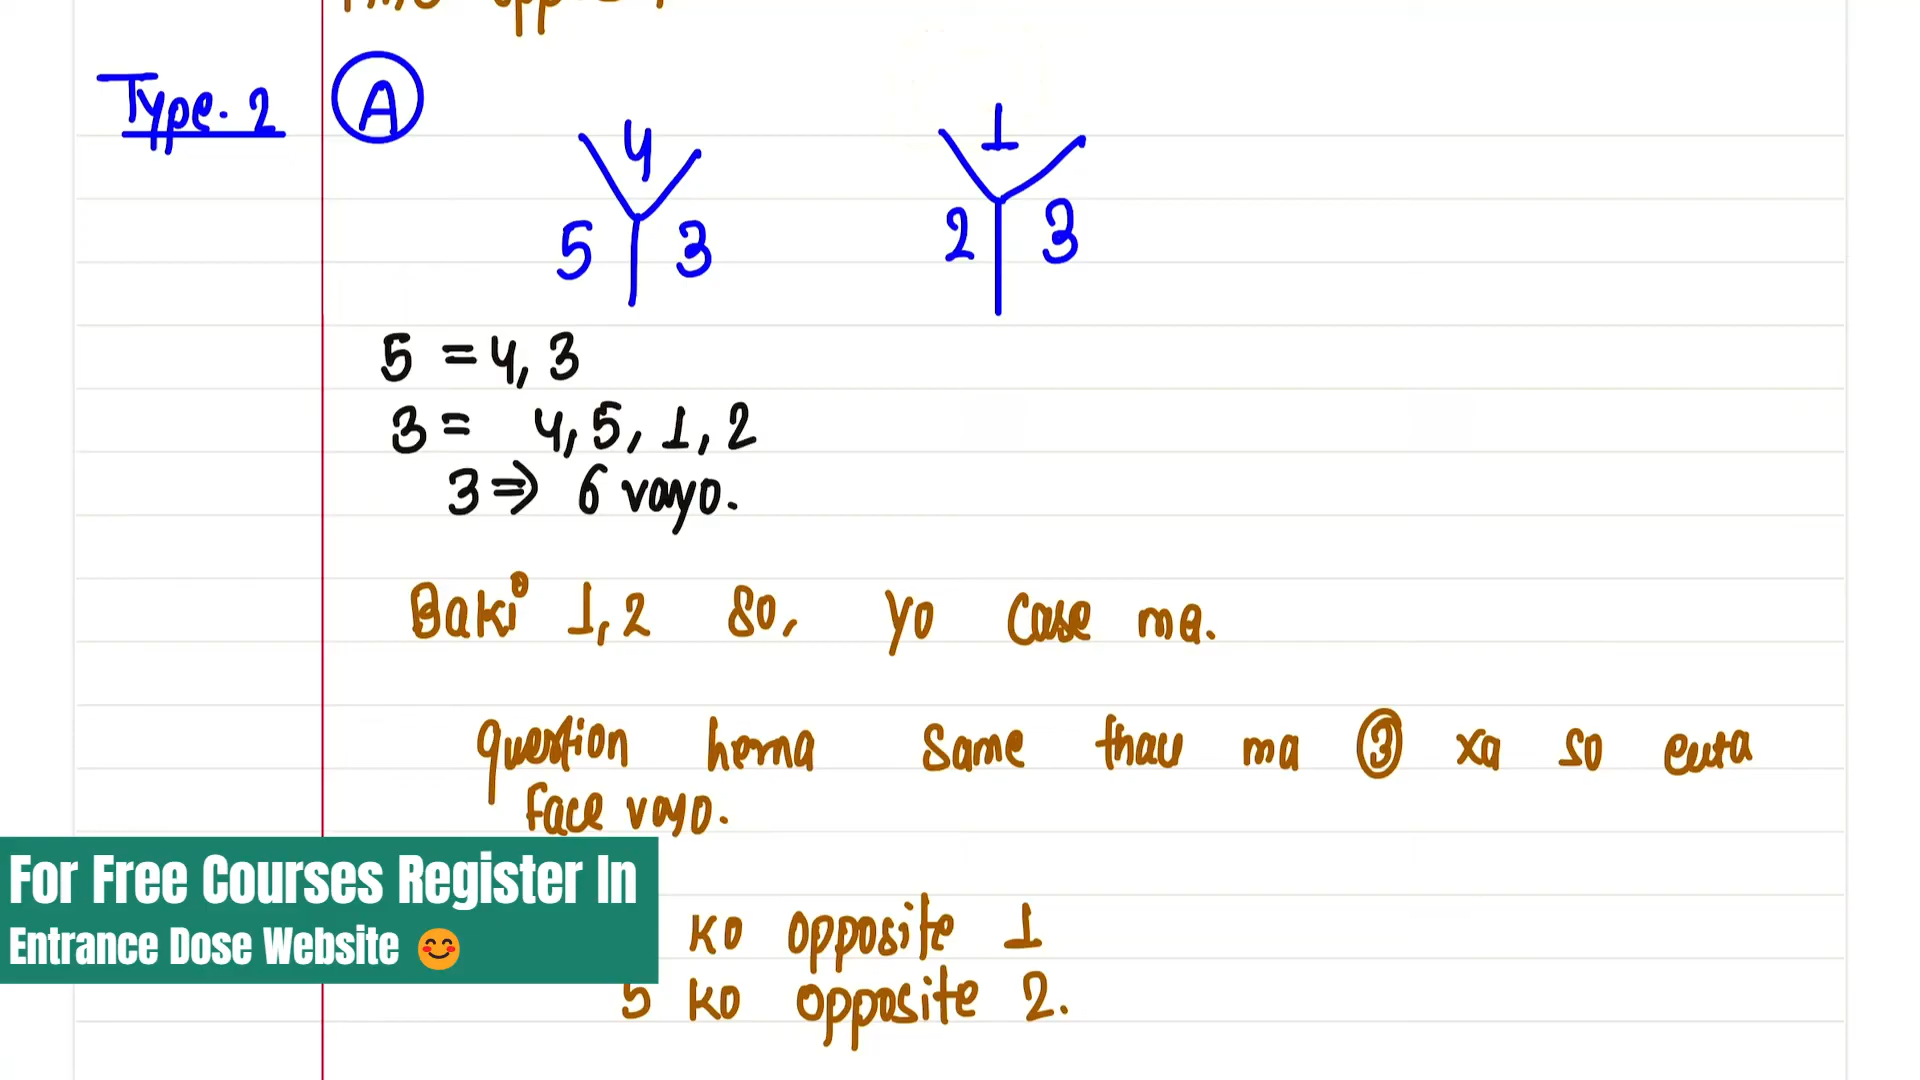 Type. 2 A
4 1
5 3 2 3
5 = 4, 3
3 = 4, 5, 1, 2
3 ⇒ 6 vayo.
Baki 1, 2 so, yo case ma.
question herna same thau ma ③ xa so euta
face vayo.
For Free Courses Register In
Entrance Dose Website 😊
ko opposite 1
5 ko opposite 2.